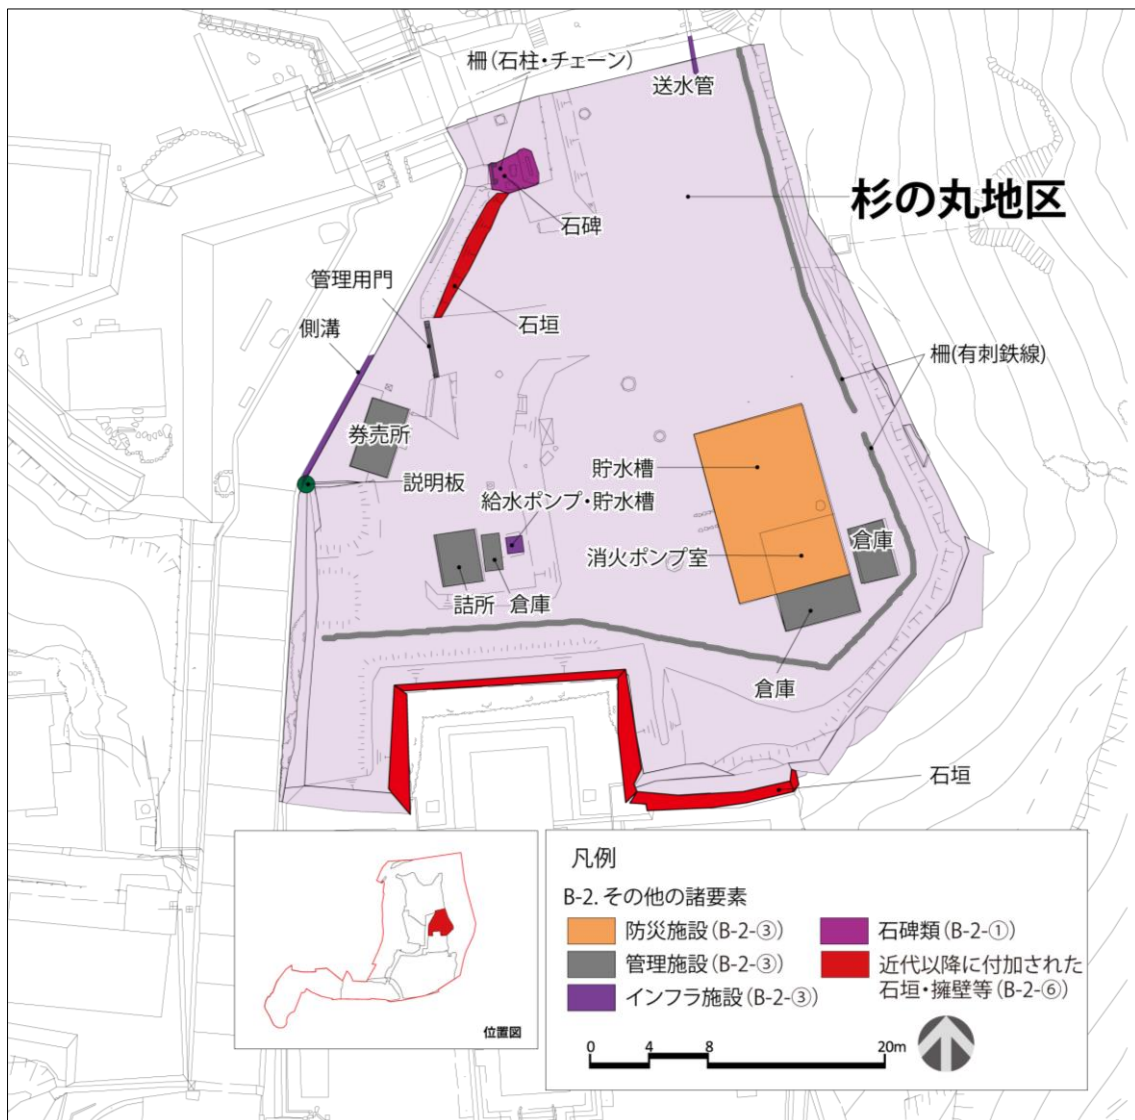 柵(石柱・チェーン)
送水管
杉の丸地区
石碑
管理用門
石垣
側溝
柵(有刺鉄線)
券売所
貯水槽
説明板
給水ポンプ・貯水槽
倉庫
消火ポンプ室
詰所
倉庫
倉庫
石垣
凡例
B-2.その他の諸要素
防災施設(B-2-③)
管理施設(B-2-③)
インフラ施設(B-2-③)
石碑類(B-2-①)
近代以降に付加された
石垣・擁壁等(B-2-⑥)
位置図
0 4 8 20m